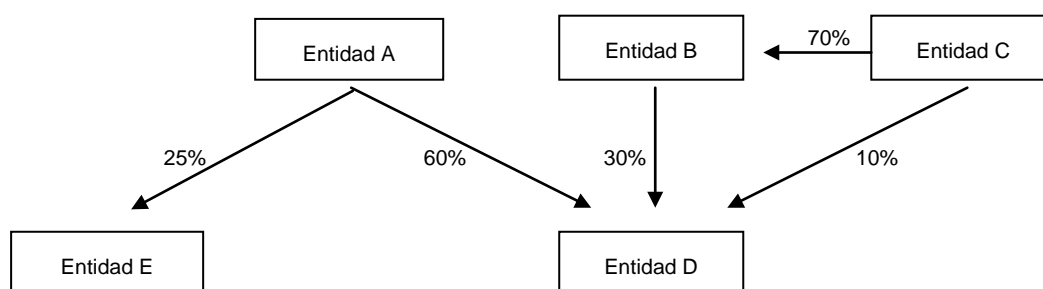 Entidad A
Entidad B
70%
Entidad C
25%
60%
30%
10%
Entidad E
Entidad D